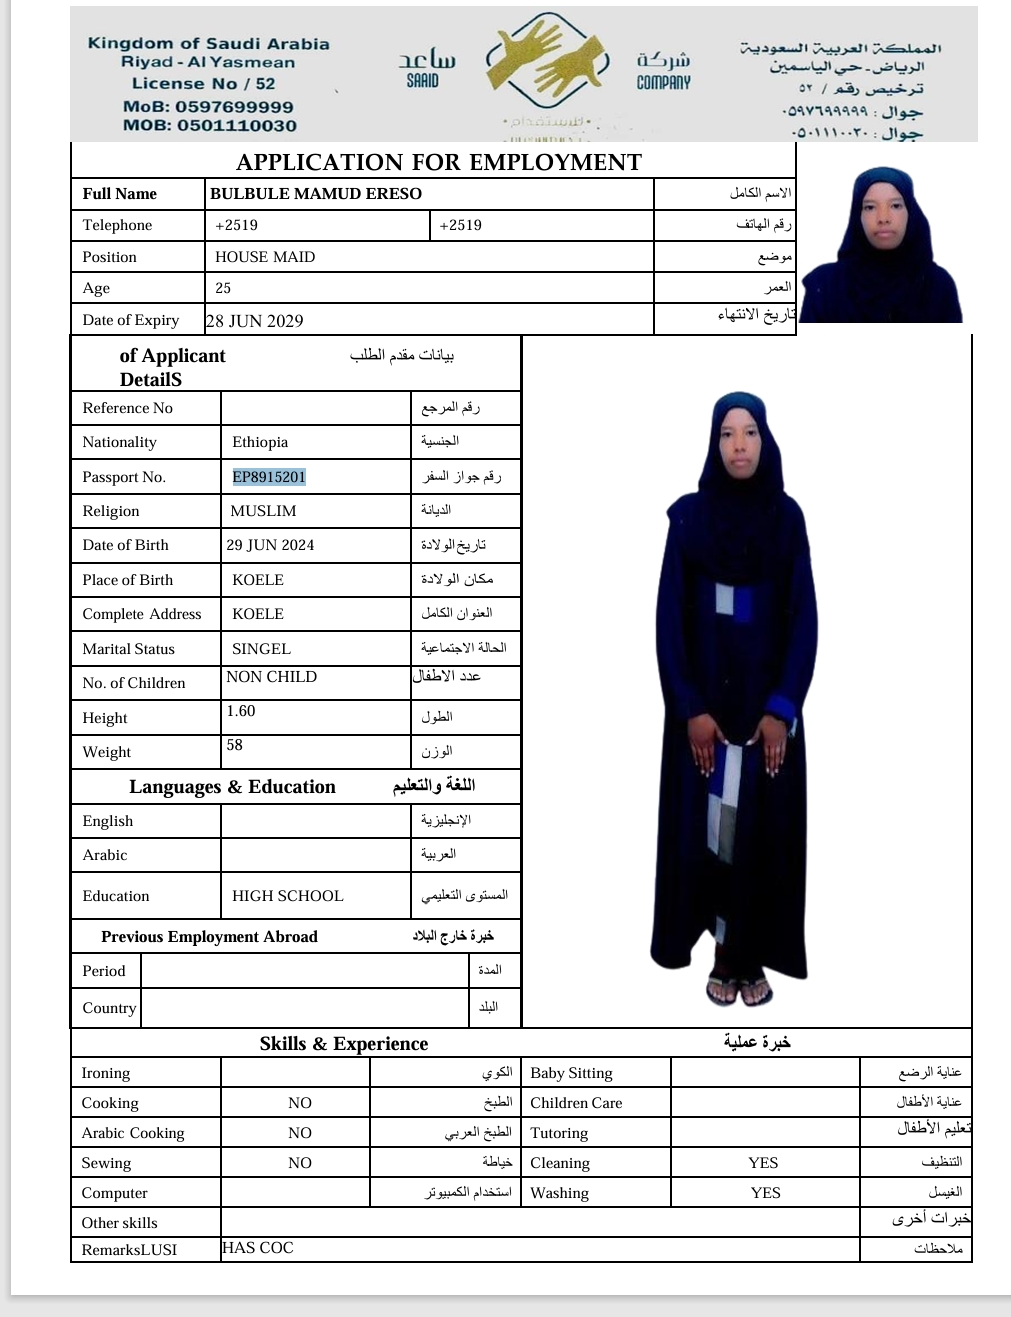 Kingdom of Saudi Arabia
Riyad - Al Yasmean
License No / 52
MoB: 0597699999
MOB: 0501110030
ساعد
SAAID
شركة
COMPANY
للاستقدام
المملكة العربية السعودية
الرياض - حي الياسمين
ترخيص رقم / ٥٢
جوال : ٠٥٩٧٦٩٩٩٩٩
جوال : ٠٥٠١١١٠٠٣٠
APPLICATION FOR EMPLOYMENT
Full Name BULBULE MAMUD ERESO الاسم الكامل
Telephone +2519 +2519 رقم الهاتف
Position HOUSE MAID موضع
Age 25 العمر
Date of Expiry 28 JUN 2029 تاريخ الانتهاء
of Applicant بيانات مقدم الطلب
DetailS
Reference No رقم المرجع
Nationality Ethiopia الجنسية
Passport No. EP8915201 رقم جواز السفر
Religion MUSLIM الديانة
Date of Birth 29 JUN 2024 تاريخ الولادة
Place of Birth KOELE مكان الولادة
Complete Address KOELE العنوان الكامل
Marital Status SINGEL الحالة الاجتماعية
No. of Children NON CHILD عدد الاطفال
Height 1.60 الطول
Weight 58 الوزن
Languages & Education اللغة والتعليم
English الإنجليزية
Arabic العربية
Education HIGH SCHOOL المستوى التعليمي
Previous Employment Abroad خبرة خارج البلاد
Period المدة
Country البلد
Skills & Experience خبرة عملية
Ironing الكوي Baby Sitting عناية الرضع
Cooking NO الطبخ Children Care عناية الأطفال
Arabic Cooking NO الطبخ العربي Tutoring تعليم الأطفال
Sewing NO خياطة Cleaning YES التنظيف
Computer استخدام الكمبيوتر Washing YES الغيسل
Other skills خبرات أخرى
RemarksLUSI HAS COC ملاحظات